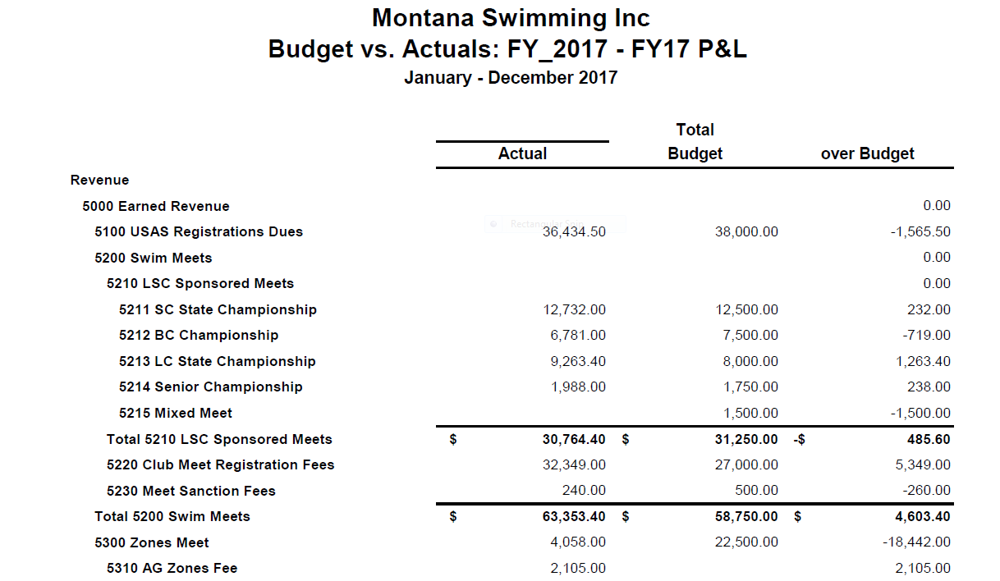 Montana Swimming Inc
Budget vs. Actuals: FY_2017 - FY17 P&L
January - December 2017
Total
Actual Budget over Budget
Revenue
5000 Earned Revenue 0.00
5100 USAS Registrations Dues 36,434.50 38,000.00 -1,565.50
5200 Swim Meets 0.00
5210 LSC Sponsored Meets 0.00
5211 SC State Championship 12,732.00 12,500.00 232.00
5212 BC Championship 6,781.00 7,500.00 -719.00
5213 LC State Championship 9,263.40 8,000.00 1,263.40
5214 Senior Championship 1,988.00 1,750.00 238.00
5215 Mixed Meet 1,500.00 -1,500.00
Total 5210 LSC Sponsored Meets $ 30,764.40 $ 31,250.00 -$ 485.60
5220 Club Meet Registration Fees 32,349.00 27,000.00 5,349.00
5230 Meet Sanction Fees 240.00 500.00 -260.00
Total 5200 Swim Meets $ 63,353.40 $ 58,750.00 $ 4,603.40
5300 Zones Meet 4,058.00 22,500.00 -18,442.00
5310 AG Zones Fee 2,105.00 2,105.00